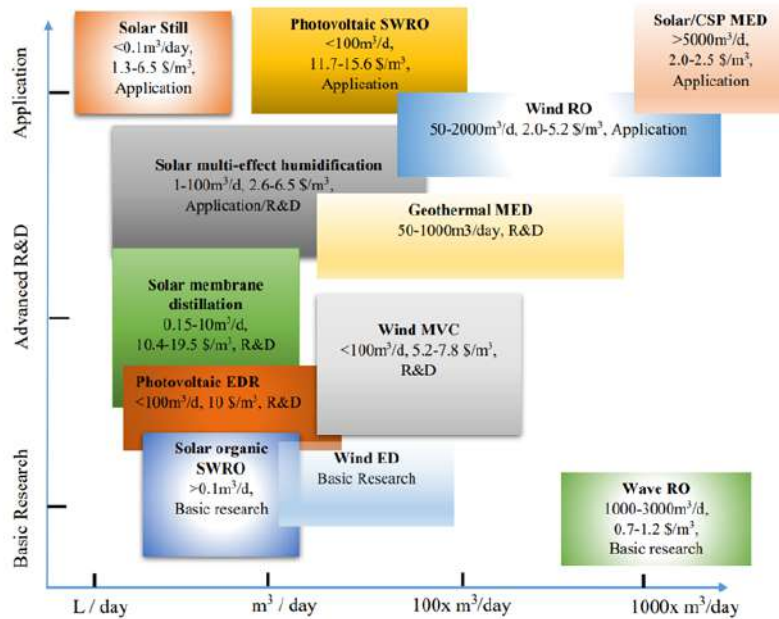 Solar Still
<0.1m³/day,
1.3-6.5 $/m³,
Application
Photovoltaic SWRO
<100m³/d,
11.7-15.6 $/m³,
Application
Solar/CSP MED
>5000m³/d,
2.0-2.5 $/m³,
Application
Wind RO
50-2000m³/d, 2.0-5.2 $/m³, Application
Solar multi-effect humidification
1-100m³/d, 2.6-6.5 $/m³,
Application/R&D
Geothermal MED
50-1000m3/day, R&D
Solar membrane
distillation
0.15-10m³/d,
10.4-19.5 $/m³, R&D
Wind MVC
<100m³/d, 5.2-7.8 $/m³,
R&D
Photovoltaic EDR
<100m³/d, 10 $/m³, R&D
Solar organic
SWRO
>0.1m³/d,
Basic research
Wind ED
Basic Research
Wave RO
1000-3000m³/d,
0.7-1.2 $/m³,
Basic research
Application
Advanced R&D
Basic Research
L / day
m³ / day
100x m³/day
1000x m³/day